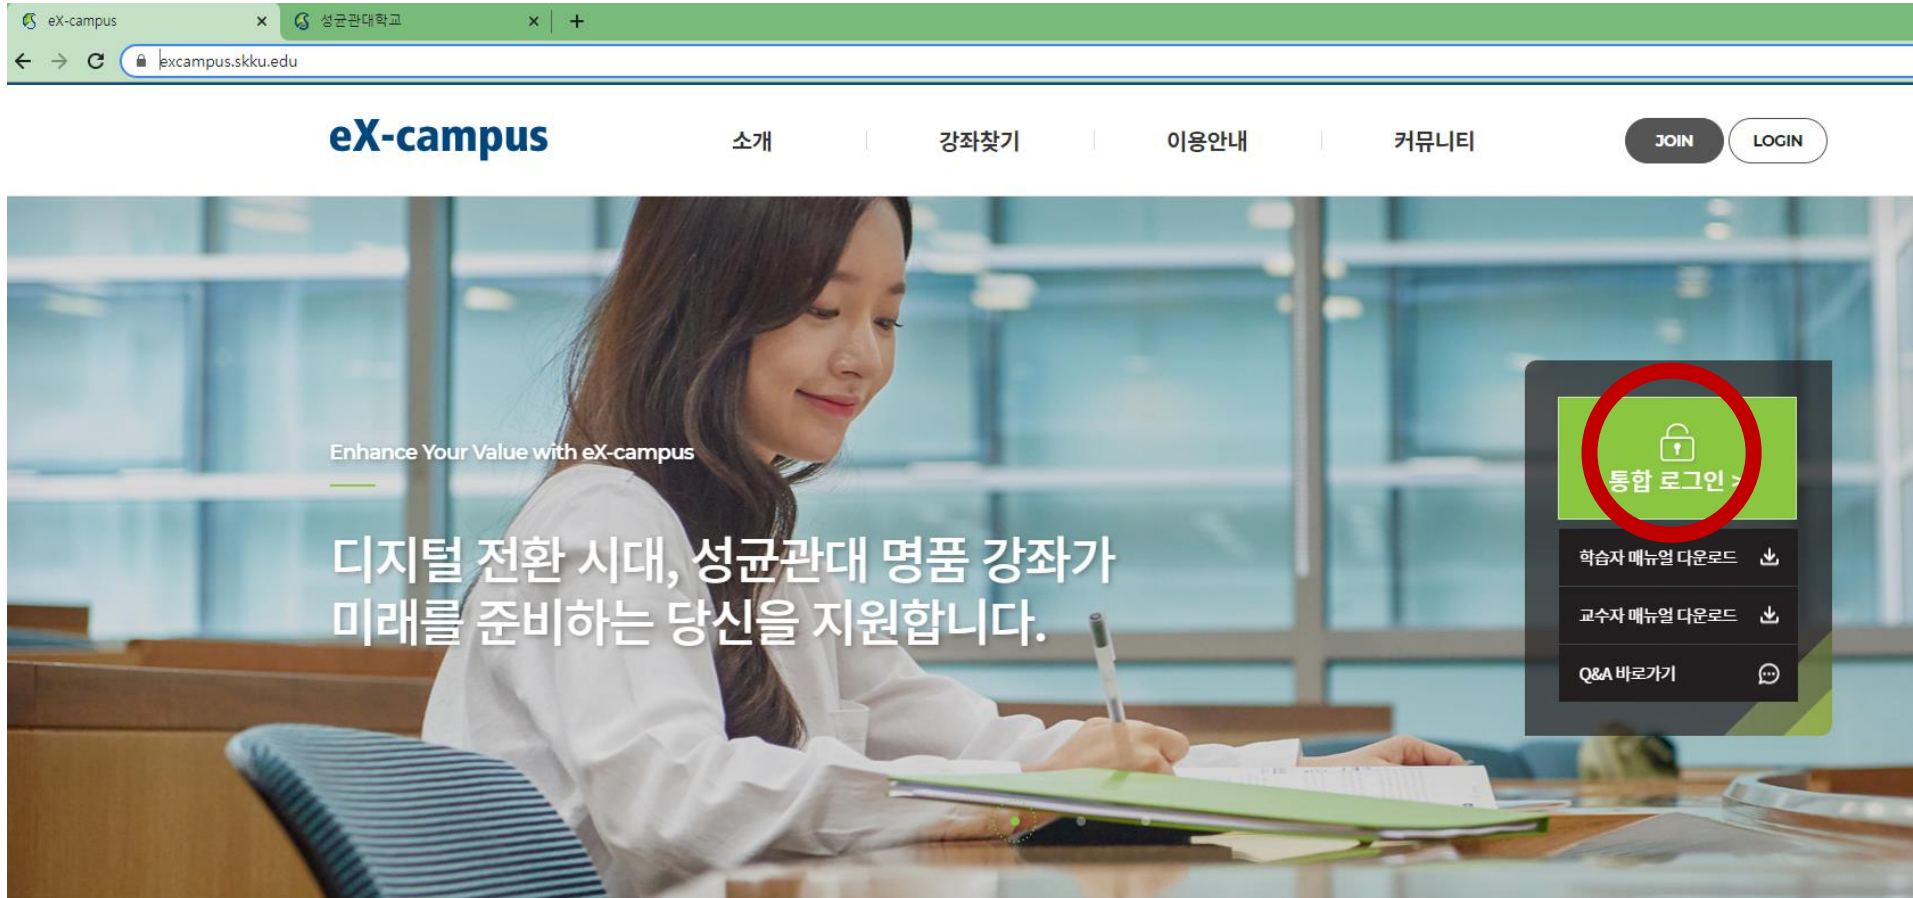 eX-campus
성균관대학교
excampus.skku.edu
eX-campus
소개
강좌찾기
이용안내
커뮤니티
JOIN
LOGIN
Enhance Your Value with eX-campus
디지털 전환 시대, 성균관대 명품 강좌가
미래를 준비하는 당신을 지원합니다.
통합 로그인 >
학습자 매뉴얼 다운로드
교수자 매뉴얼 다운로드
Q&A 바로가기